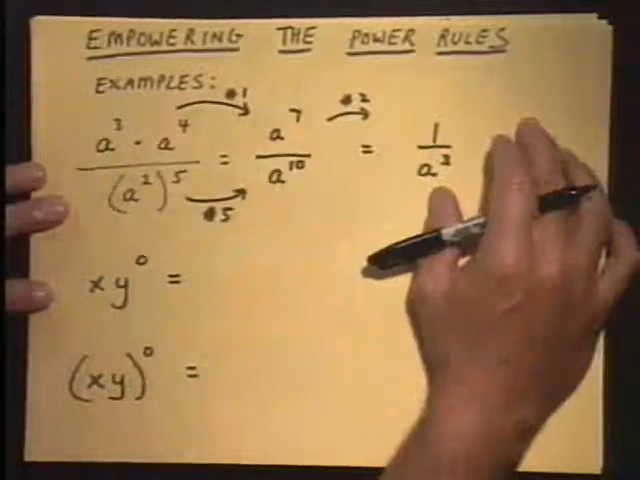 EMPOWERING THE POWER RULES
EXAMPLES:
#1 #2
a³ · a⁴ / (a²)⁵ = a⁷ / a¹⁰ = 1 / a³
#5
xy⁰ =
(xy)⁰ =